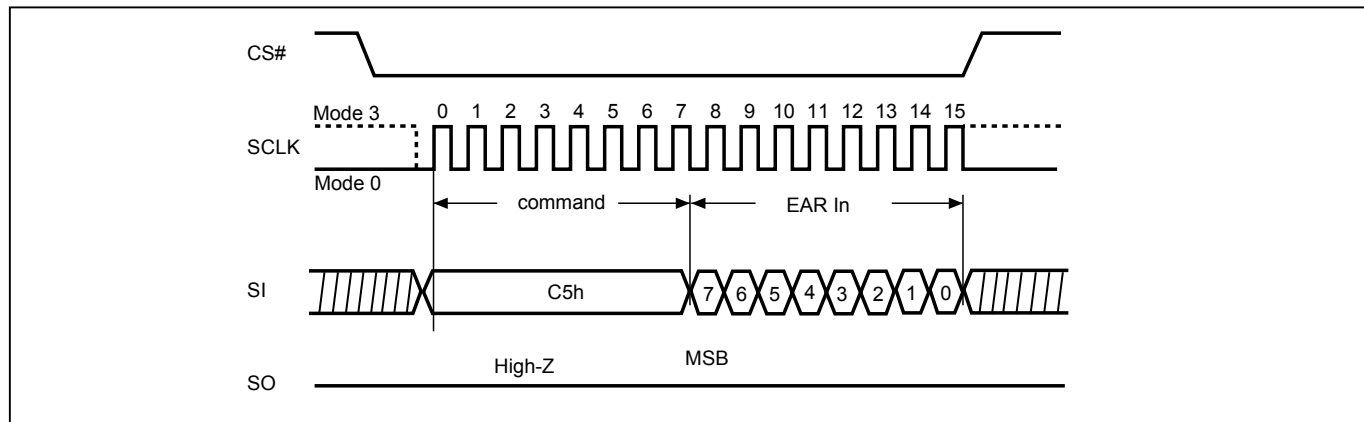 CS#
Mode 3
0 1 2 3 4 5 6 7 8 9 10 11 12 13 14 15
SCLK
Mode 0
command
EAR In
SI
C5h
7 6 5 4 3 2 1 0
High-Z
MSB
SO